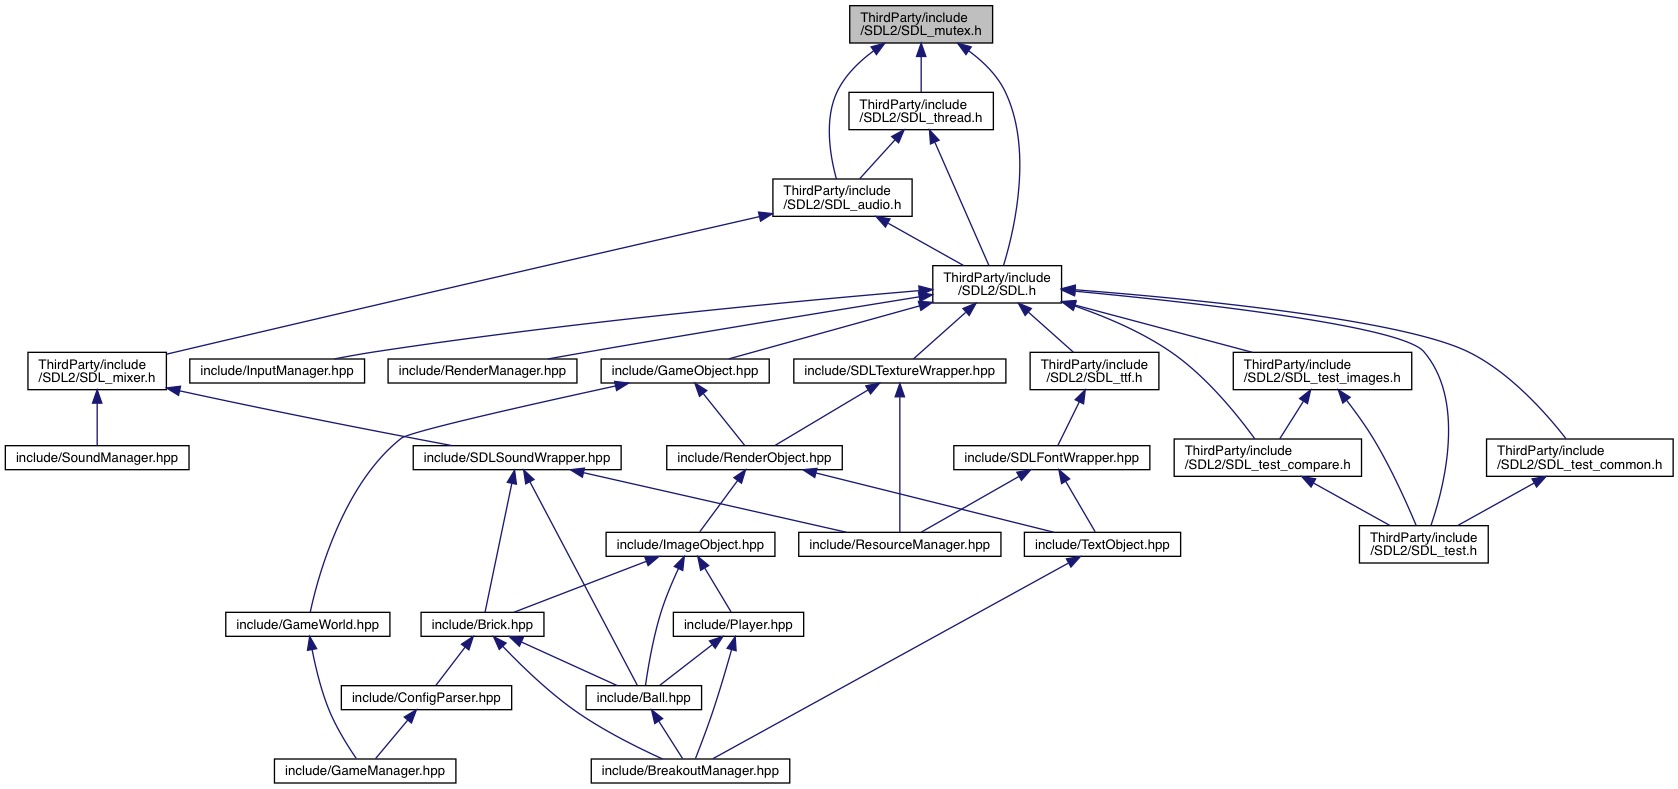 ThirdParty/include
/SDL2/SDL_mutex.h
ThirdParty/include
/SDL2/SDL_thread.h
ThirdParty/include
/SDL2/SDL_audio.h
ThirdParty/include
/SDL2/SDL.h
ThirdParty/include
/SDL2/SDL_mixer.h
include/InputManager.hpp
include/RenderManager.hpp
include/GameObject.hpp
include/SDLTextureWrapper.hpp
ThirdParty/include
/SDL2/SDL_ttf.h
ThirdParty/include
/SDL2/SDL_test_images.h
include/SoundManager.hpp
include/SDLSoundWrapper.hpp
include/RenderObject.hpp
include/SDLFontWrapper.hpp
ThirdParty/include
/SDL2/SDL_test_compare.h
ThirdParty/include
/SDL2/SDL_test_common.h
include/ImageObject.hpp
include/ResourceManager.hpp
include/TextObject.hpp
ThirdParty/include
/SDL2/SDL_test.h
include/GameWorld.hpp
include/Brick.hpp
include/Player.hpp
include/ConfigParser.hpp
include/Ball.hpp
include/GameManager.hpp
include/BreakoutManager.hpp